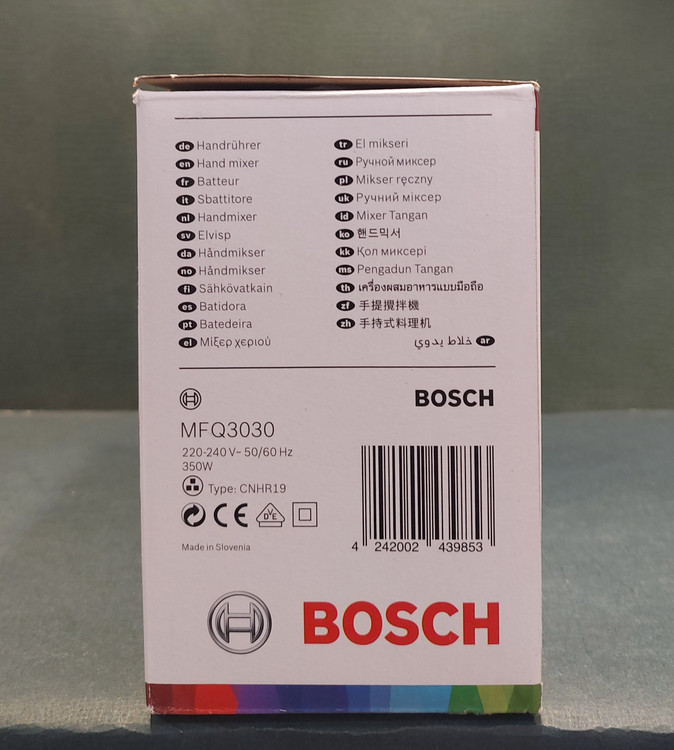 de Handrührer
en Hand mixer
fr Batteur
it Sbattitore
nl Handmixer
sv Elvisp
da Håndmikser
no Håndmikser
fi Sähkövatkain
es Batidora
pt Batedeira
el Μίξερ χεριού
tr El mikseri
ru Ручной миксер
pl Mikser ręczny
uk Ручний міксер
id Mixer Tangan
ko 핸드믹서
kk Қол миксері
ms Pengadun Tangan
th เครื่องผสมอาหารแบบมือถือ
zf 手提攪拌機
zh 手持式料理机
ar خلاط يدوي
BOSCH
MFQ3030
220-240 V~ 50/60 Hz
350W
Type: CNHR19
CE VDE
Made in Slovenia
4 242002 439853
BOSCH